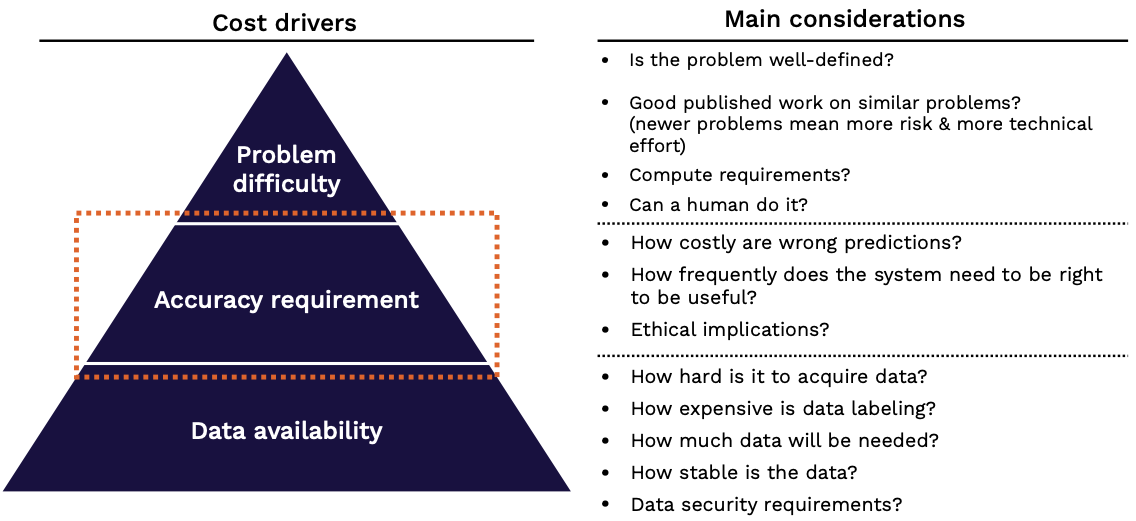 Cost drivers
Problem
difficulty
Accuracy requirement
Data availability
Main considerations
• Is the problem well-defined?
• Good published work on similar problems?
(newer problems mean more risk & more technical
effort)
• Compute requirements?
• Can a human do it?
• How costly are wrong predictions?
• How frequently does the system need to be right
to be useful?
• Ethical implications?
• How hard is it to acquire data?
• How expensive is data labeling?
• How much data will be needed?
• How stable is the data?
• Data security requirements?